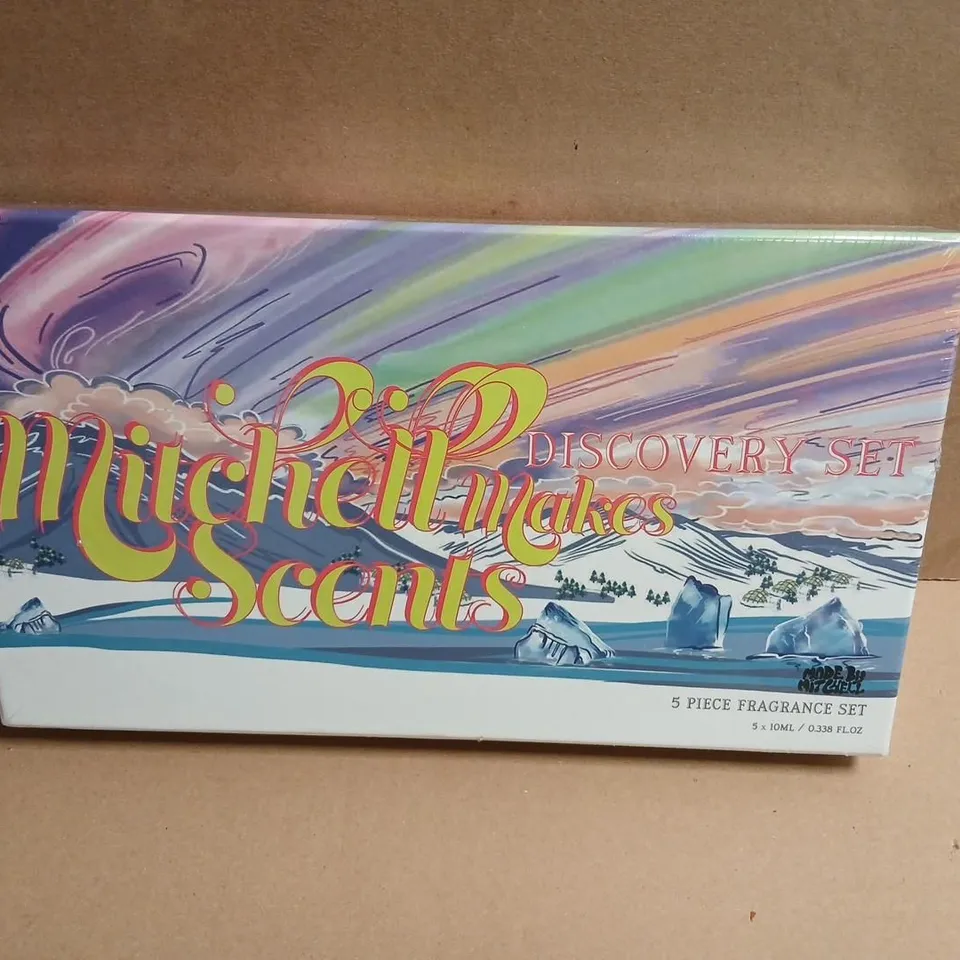 Mitchell Makes
Scents
DISCOVERY SET
MADE BY
MITCHELL
5 PIECE FRAGRANCE SET
5 x 10ML / 0.338 FL.OZ